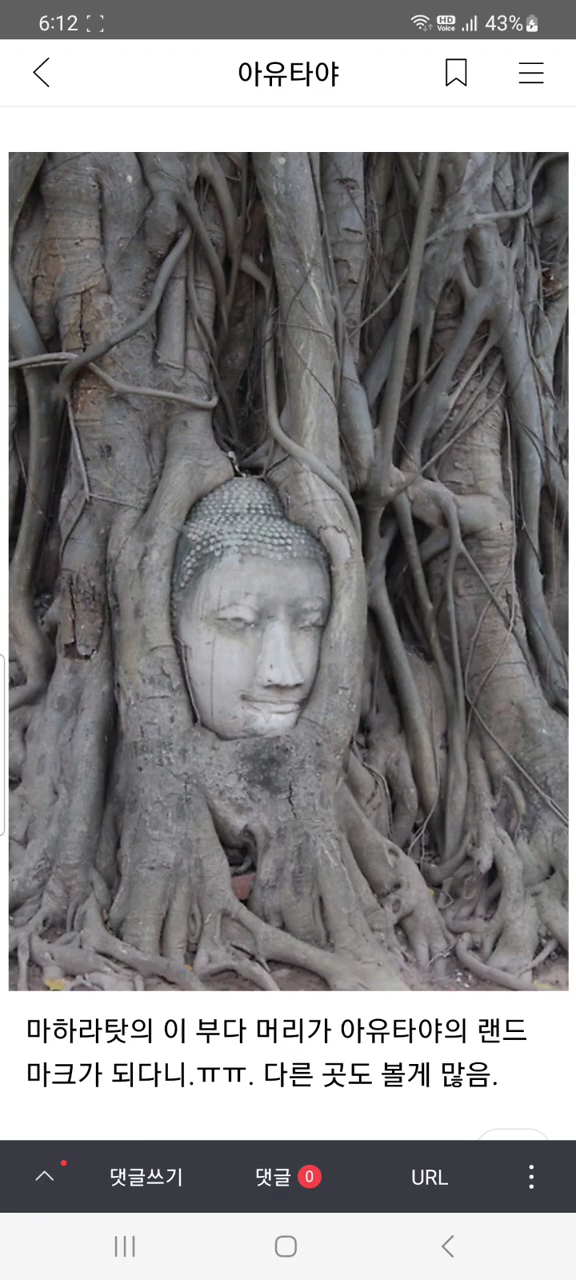 6:12
HD
Voice
43%
아유타야
마하라탓의 이 부다 머리가 아유타야의 랜드
마크가 되다니.ㅠㅠ. 다른 곳도 볼게 많음.
댓글쓰기 댓글 0 URL